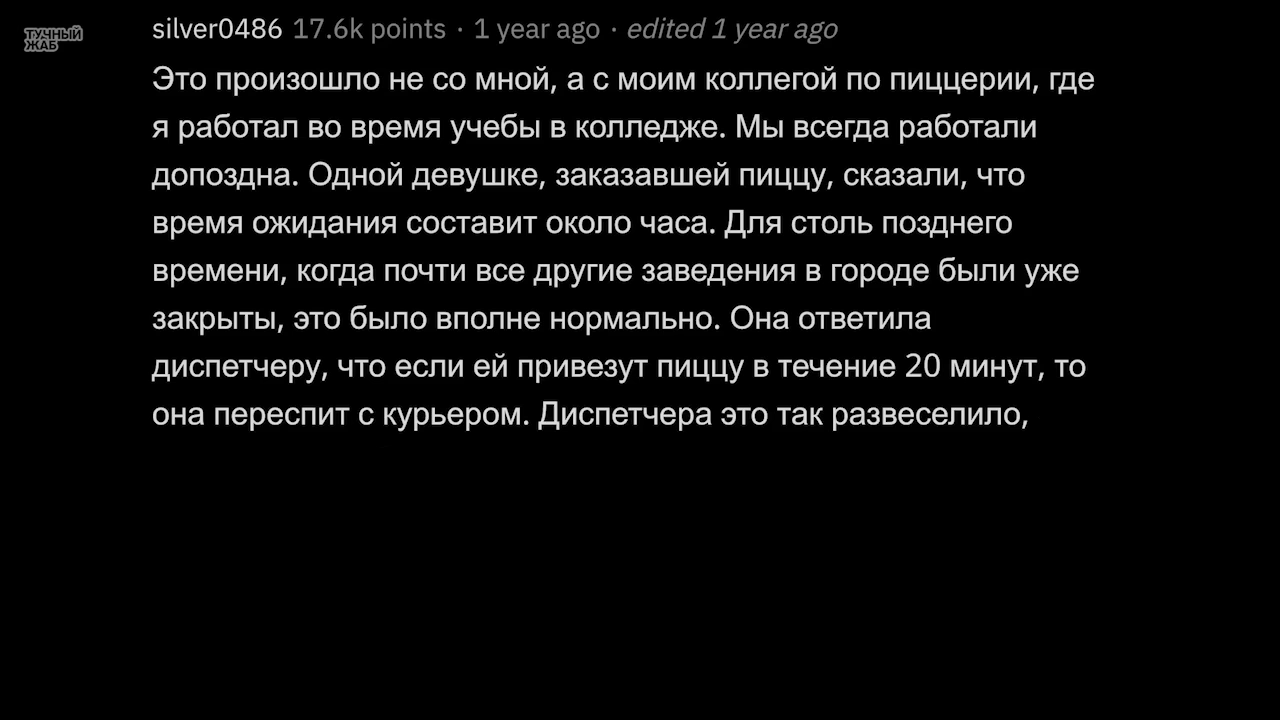 ТУЧНЫЙ
ЖАБ
silver0486 17.6k points · 1 year ago · edited 1 year ago
Это произошло не со мной, а с моим коллегой по пиццерии, где
я работал во время учебы в колледже. Мы всегда работали
допоздна. Одной девушке, заказавшей пиццу, сказали, что
время ожидания составит около часа. Для столь позднего
времени, когда почти все другие заведения в городе были уже
закрыты, это было вполне нормально. Она ответила
диспетчеру, что если ей привезут пиццу в течение 20 минут, то
она переспит с курьером. Диспетчера это так развеселило,